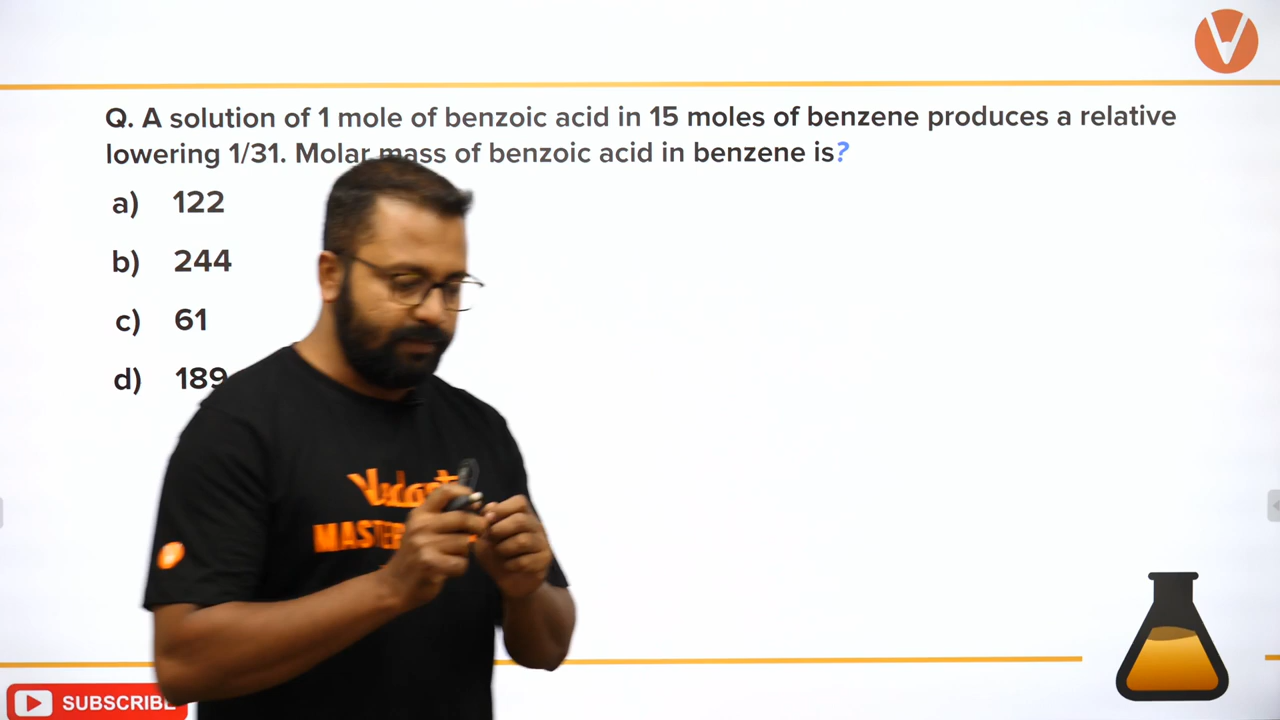 Q. A solution of 1 mole of benzoic acid in 15 moles of benzene produces a relative
lowering 1/31. Molar mass of benzoic acid in benzene is?
a) 122
b) 244
c) 61
d) 189
SUBSCRIBE